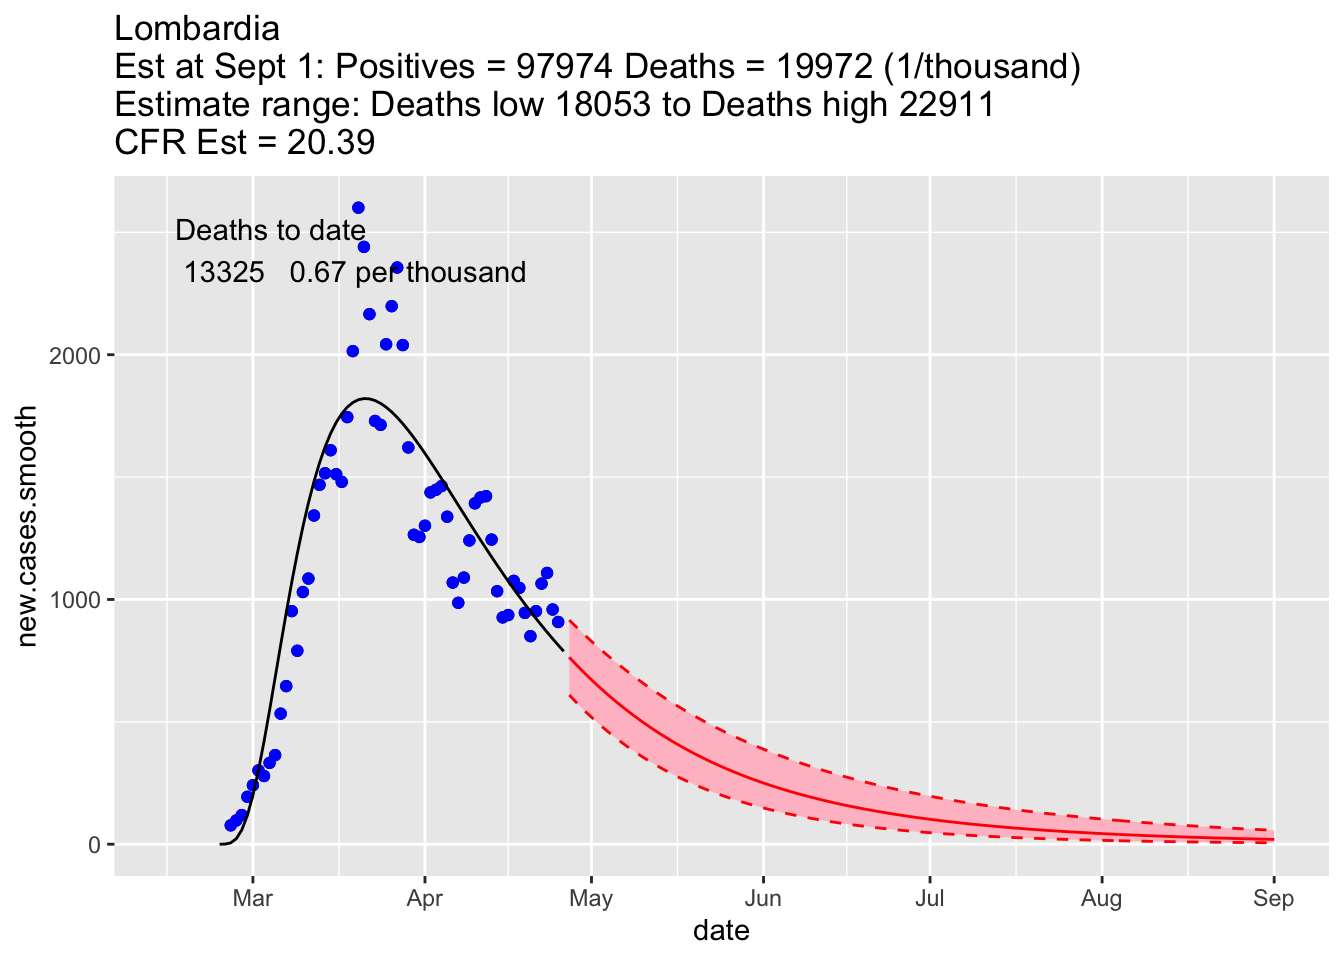 Lombardia
Est at Sept 1: Positives = 97974 Deaths = 19972 (1/thousand)
Estimate range: Deaths low 18053 to Deaths high 22911
CFR Est = 20.39
Deaths to date
13325 0.67 per thousand
2000
1000
0
new.cases.smooth
Mar Apr May Jun Jul Aug Sep
date